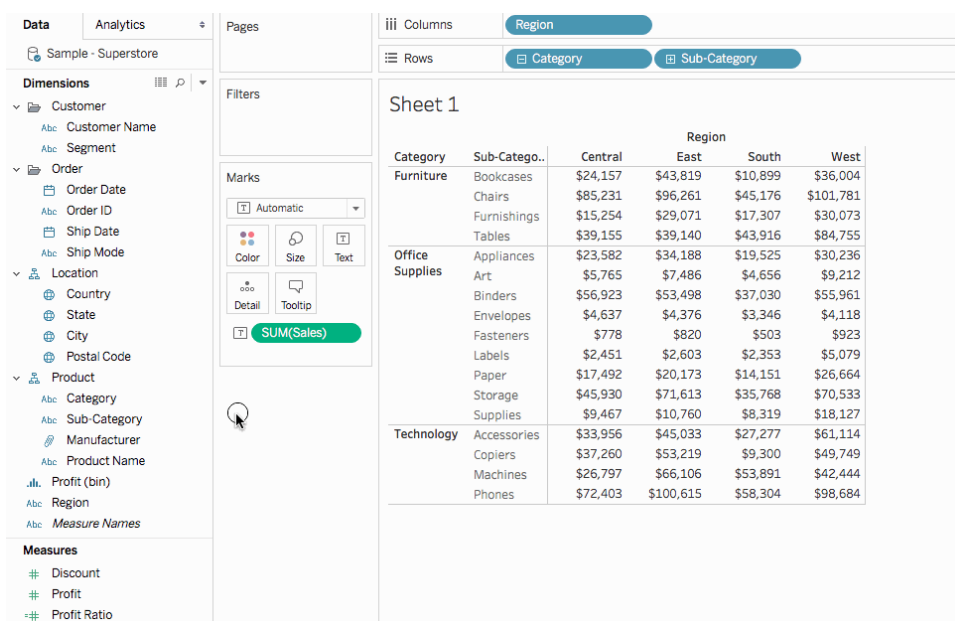 Data Analytics
Sample - Superstore
Dimensions
Customer
Abc Customer Name
Abc Segment
Order
Order Date
Abc Order ID
Ship Date
Abc Ship Mode
Location
Country
State
City
Postal Code
Product
Abc Category
Abc Sub-Category
Manufacturer
Abc Product Name
Profit (bin)
Abc Region
Abc Measure Names
Measures
# Discount
# Profit
=# Profit Ratio
Pages
Filters
Marks
T Automatic
Color Size T Text
Detail Tooltip
T SUM(Sales)
Columns Region
Rows Category Sub-Category
Sheet 1
Region
Category Sub-Catego.. Central East South West
Furniture Bookcases $24,157 $43,819 $10,899 $36,004
Chairs $85,231 $96,261 $45,176 $101,781
Furnishings $15,254 $29,071 $17,307 $30,073
Tables $39,155 $39,140 $43,916 $84,755
Office Supplies Appliances $23,582 $34,188 $19,525 $30,236
Art $5,765 $7,486 $4,656 $9,212
Binders $56,923 $53,498 $37,030 $55,961
Envelopes $4,637 $4,376 $3,346 $4,118
Fasteners $778 $820 $503 $923
Labels $2,451 $2,603 $2,353 $5,079
Paper $17,492 $20,173 $14,151 $26,664
Storage $45,930 $71,613 $35,768 $70,533
Supplies $9,467 $10,760 $8,319 $18,127
Technology Accessories $33,956 $45,033 $27,277 $61,114
Copiers $37,260 $53,219 $9,300 $49,749
Machines $26,797 $66,106 $53,891 $42,444
Phones $72,403 $100,615 $58,304 $98,684